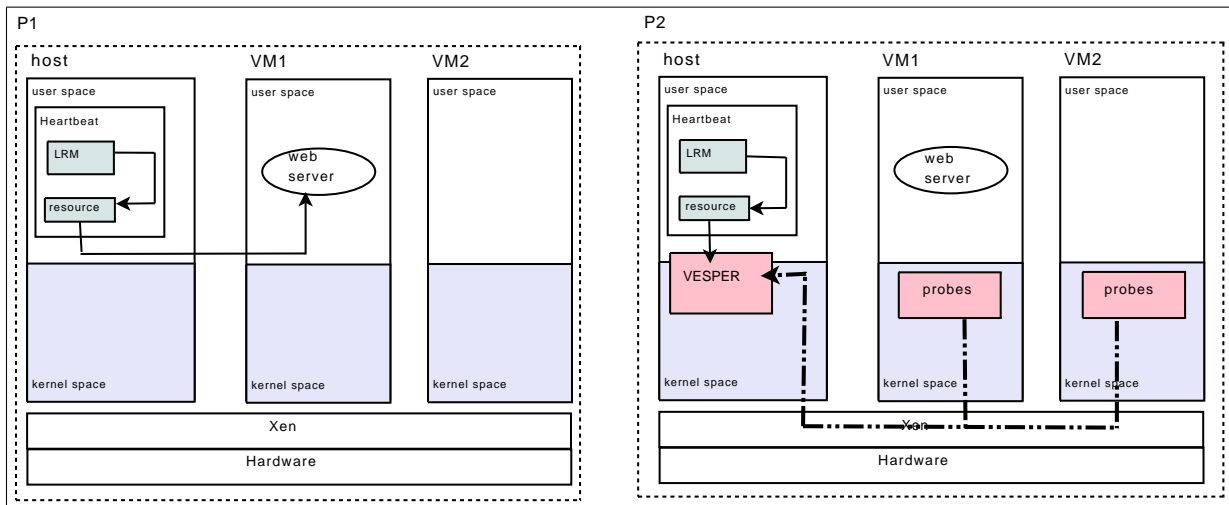 P1
host
VM1
VM2
user space
user space
user space
Heartbeat
LRM
web
server
resource
kernel space
kernel space
kernel space
Xen
Hardware
P2
host
VM1
VM2
user space
user space
user space
Heartbeat
LRM
web
server
resource
VESPER
probes
probes
kernel space
kernel space
kernel space
Xen
Hardware